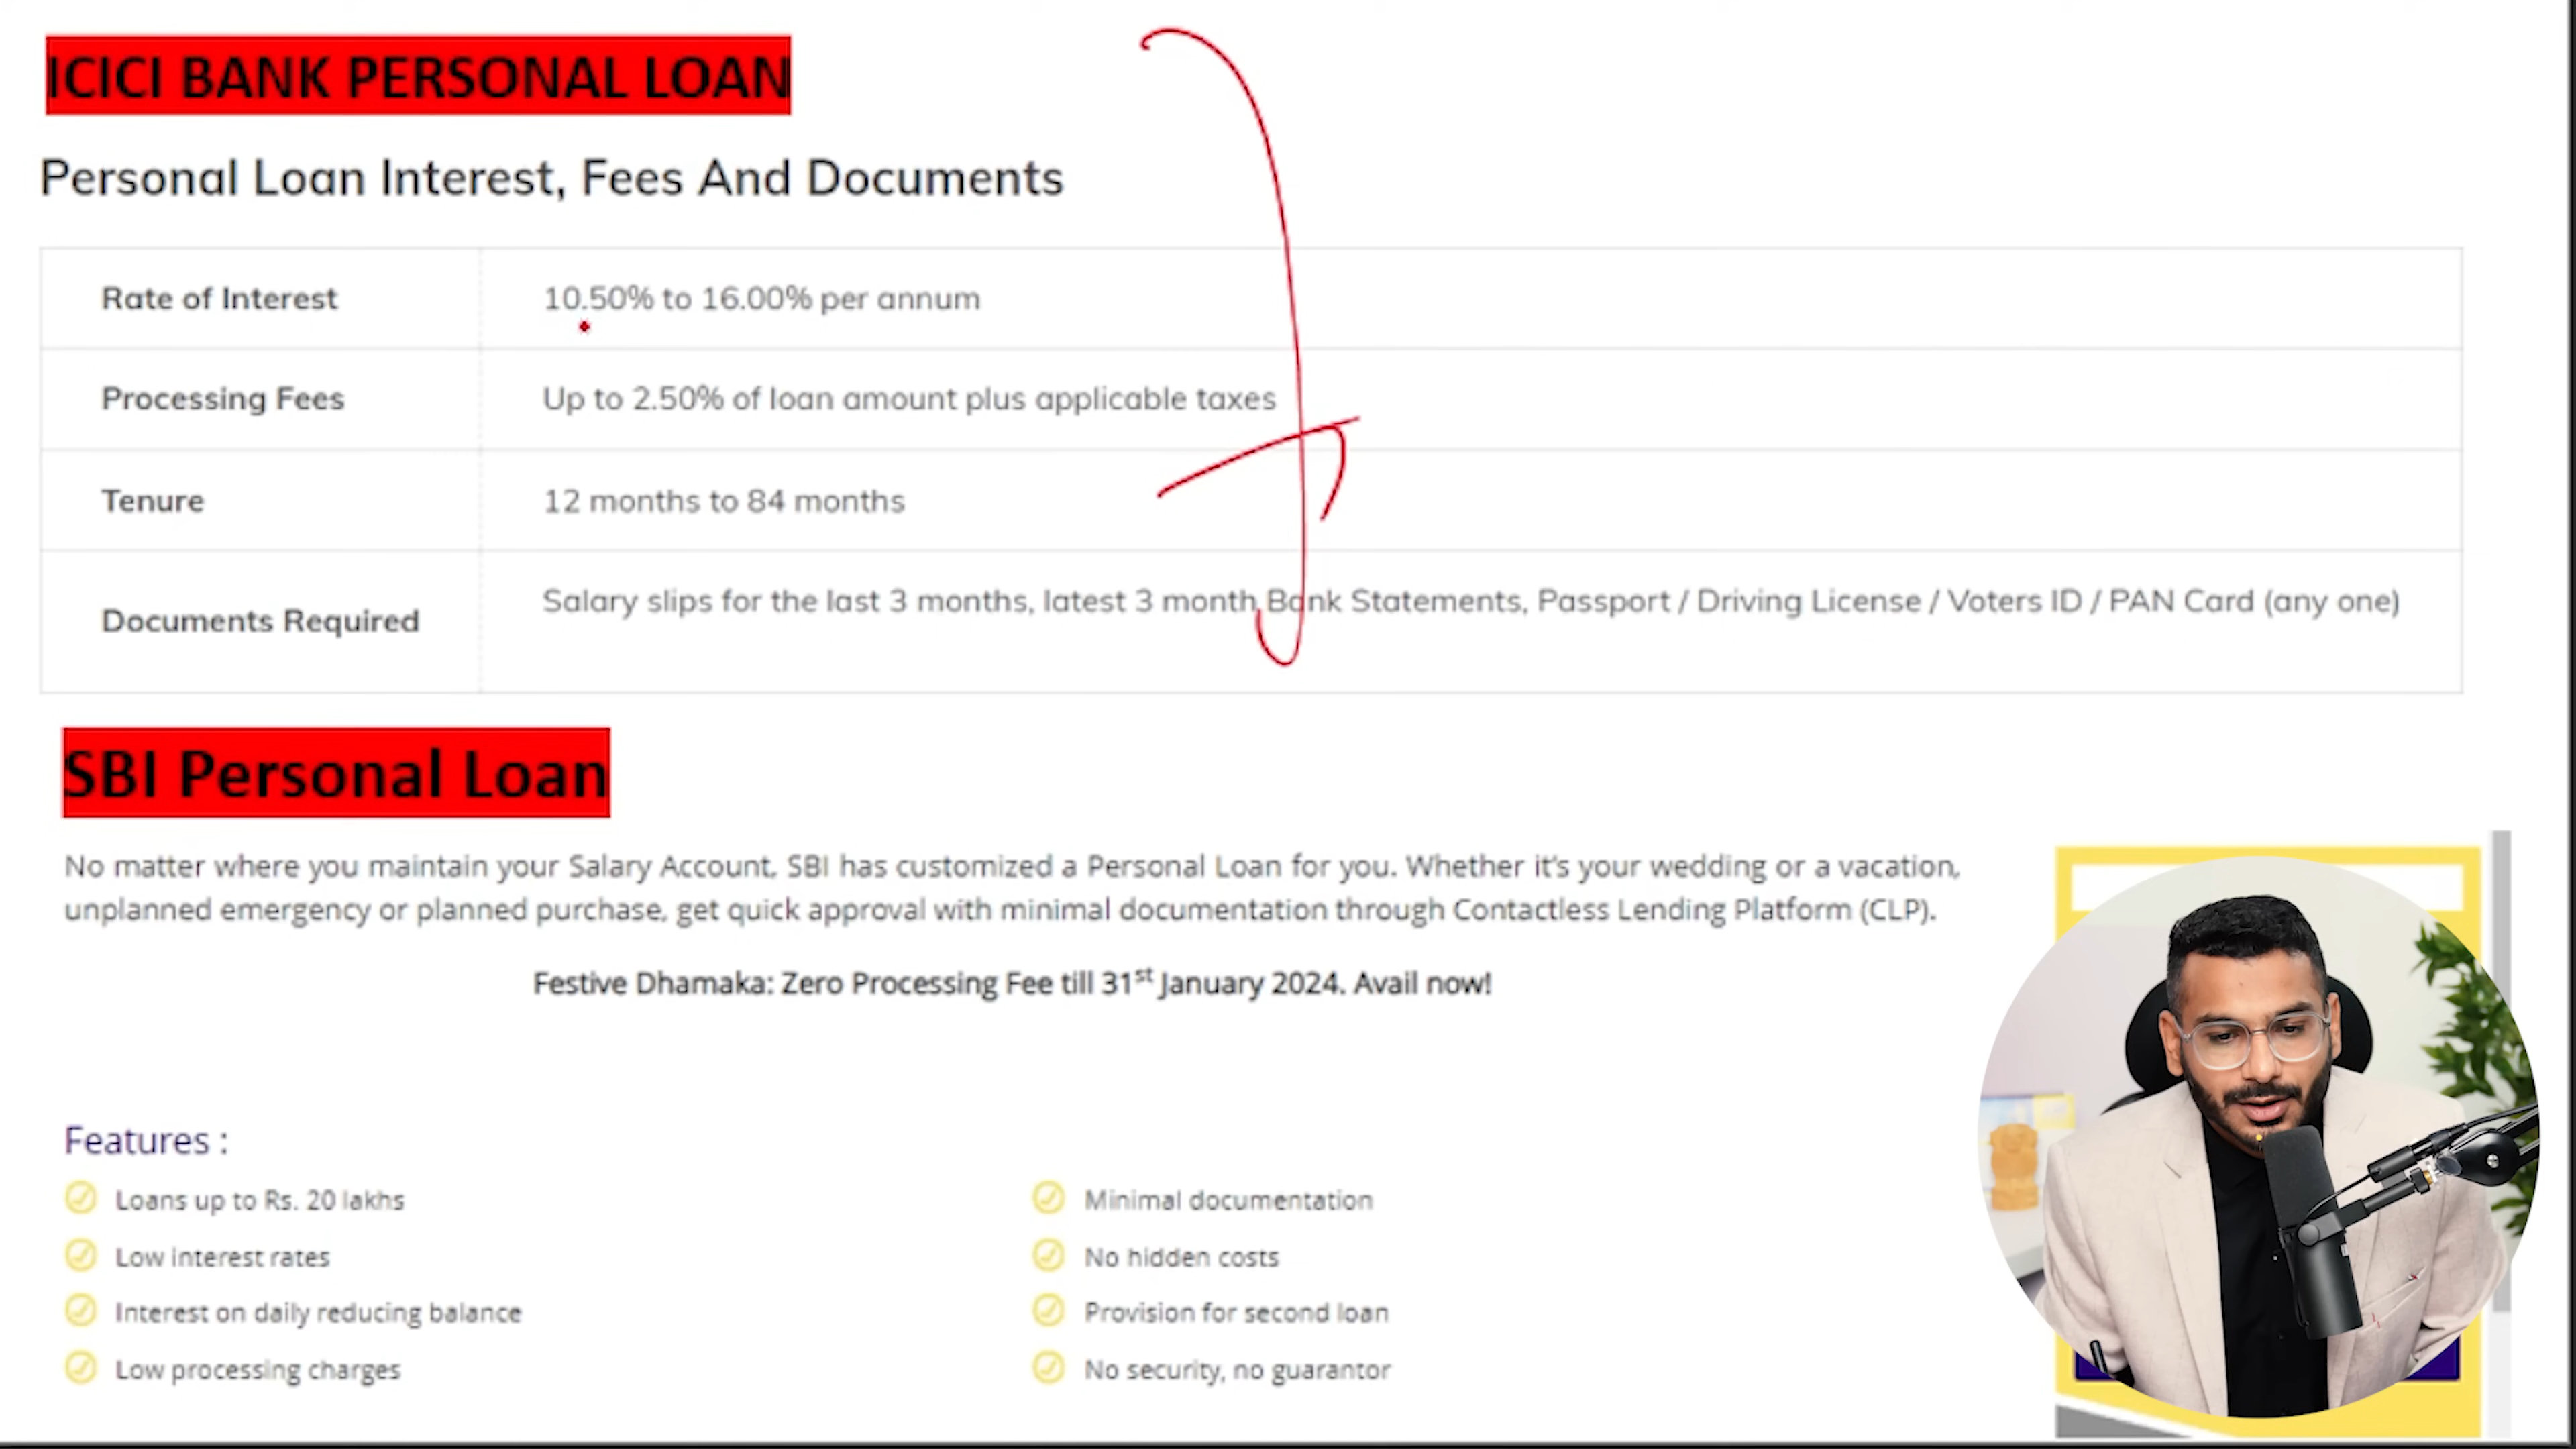 ICICI BANK PERSONAL LOAN
Personal Loan Interest, Fees And Documents
Rate of Interest 10.50% to 16.00% per annum
Processing Fees Up to 2.50% of loan amount plus applicable taxes
Tenure 12 months to 84 months
Documents Required Salary slips for the last 3 months, latest 3 month Bank Statements, Passport / Driving License / Voters ID / PAN Card (any one)
SBI Personal Loan
No matter where you maintain your Salary Account, SBI has customized a Personal Loan for you. Whether it's your wedding or a vacation,
unplanned emergency or planned purchase, get quick approval with minimal documentation through Contactless Lending Platform (CLP).
Festive Dhamaka: Zero Processing Fee till 31st January 2024. Avail now!
Features :
Loans up to Rs. 20 lakhs
Low interest rates
Interest on daily reducing balance
Low processing charges
Minimal documentation
No hidden costs
Provision for second loan
No security, no guarantor